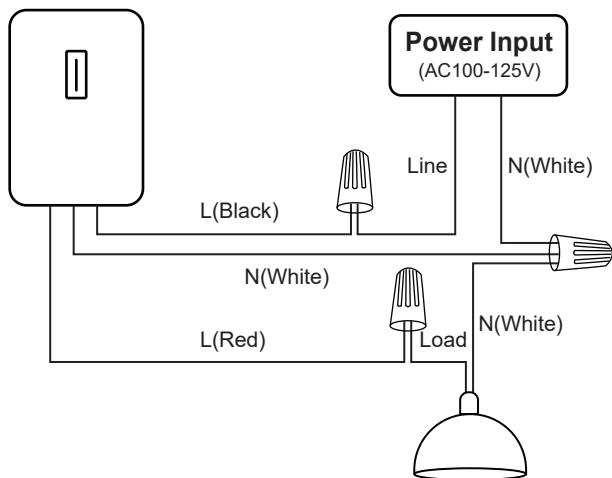 Power Input
(AC100-125V)
Line
N(White)
L(Black)
N(White)
N(White)
L(Red)
Load